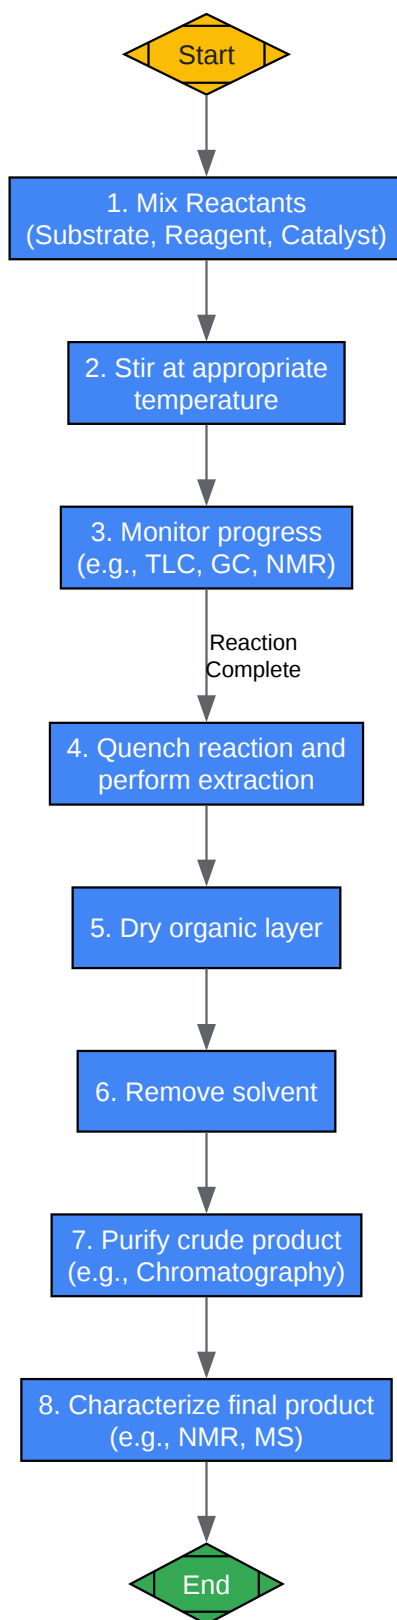 Start
1. Mix Reactants
(Substrate, Reagent, Catalyst)
2. Stir at appropriate
temperature
3. Monitor progress
(e.g., TLC, GC, NMR)
Reaction
Complete
4. Quench reaction and
perform extraction
5. Dry organic layer
6. Remove solvent
7. Purify crude product
(e.g., Chromatography)
8. Characterize final product
(e.g., NMR, MS)
End